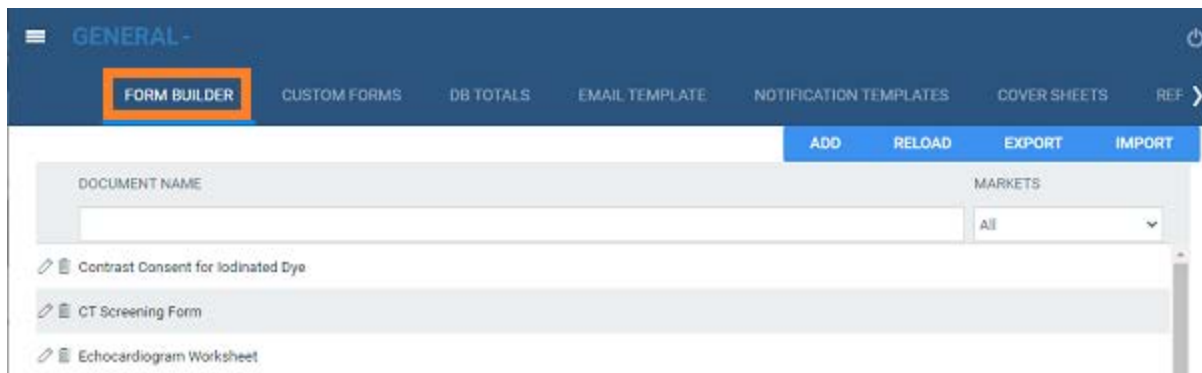 GENERAL-
FORM BUILDER CUSTOM FORMS DB TOTALS EMAIL TEMPLATE NOTIFICATION TEMPLATES COVER SHEETS REF
ADD RELOAD EXPORT IMPORT
DOCUMENT NAME MARKETS
All
Contrast Consent for Iodinated Dye
CT Screening Form
Echocardiogram Worksheet